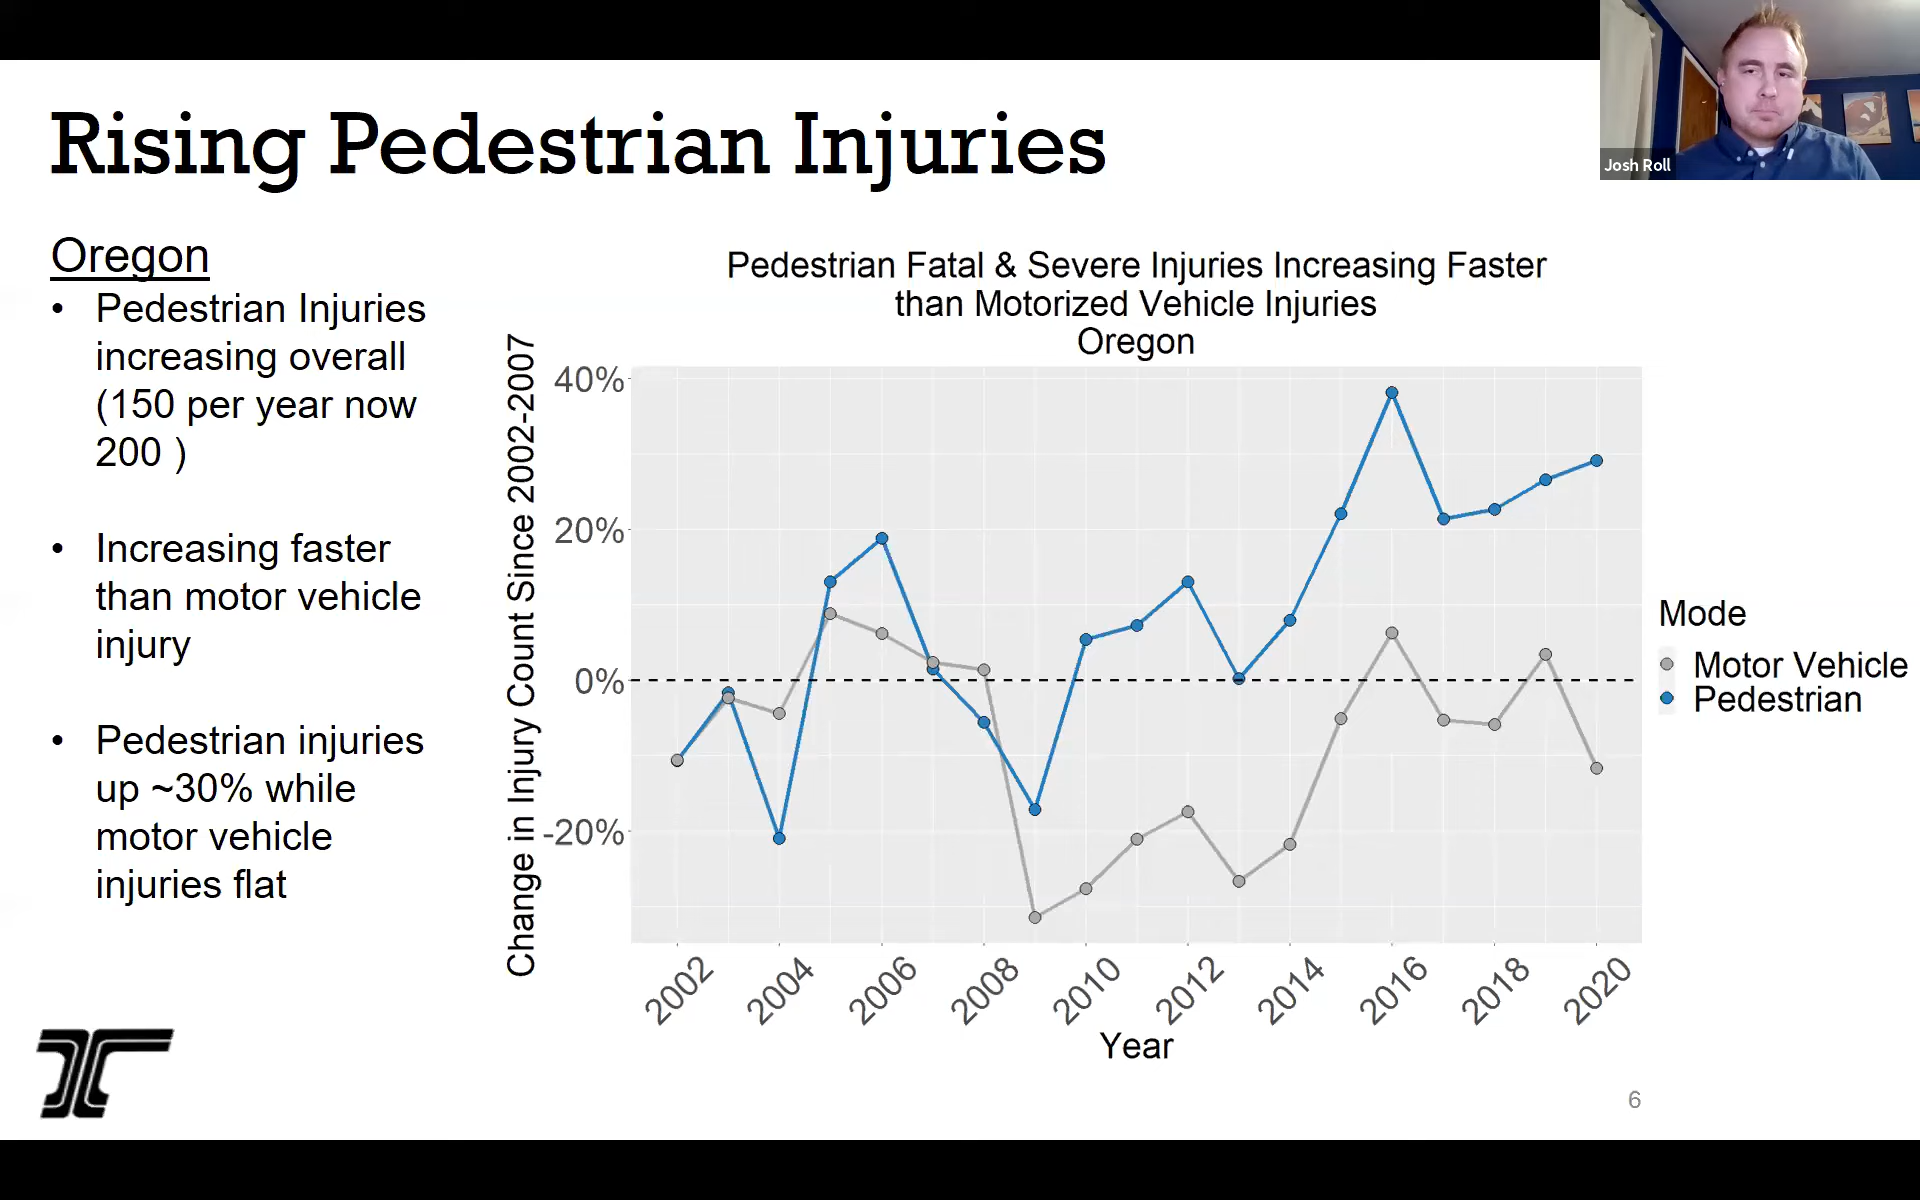 Josh Roll
Rising Pedestrian Injuries
Oregon
• Pedestrian Injuries
increasing overall
(150 per year now
200 )
• Increasing faster
than motor vehicle
injury
• Pedestrian injuries
up ~30% while
motor vehicle
injuries flat
Pedestrian Fatal & Severe Injuries Increasing Faster
than Motorized Vehicle Injuries
Oregon
Change in Injury Count Since 2002-2007
40%
20%
0%
-20%
2002 2004 2006 2008 2010 2012 2014 2016 2018 2020
Year
Mode
Motor Vehicle
Pedestrian
6